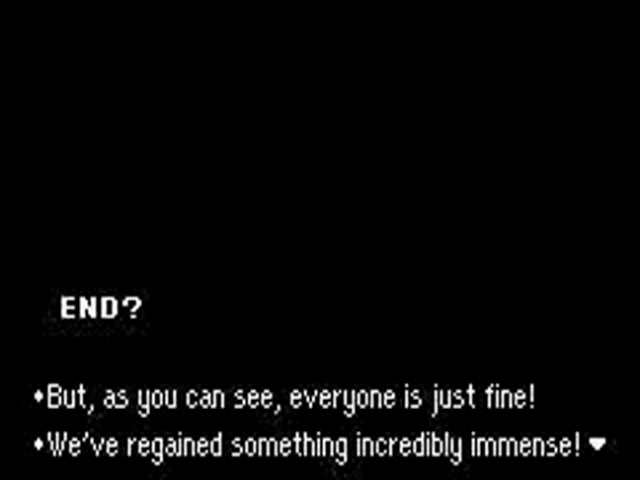 END?
•But, as you can see, everyone is just fine!
•We've regained something incredibly immense!